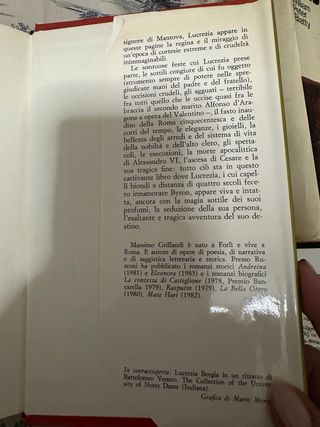 William
Peter
Blatty
signore di Mantova, Lucrezia appare in
queste pagine la regina e il miraggio di
un'epoca di cortesie estreme e di crudeltà
inimmaginabili.
Le sontuose feste cui Lucrezia prese
parte, le sottili congiure di cui fu oggetto
(strumento sempre di potere nelle spre-
giudicate mani del padre e del fratello),
le uccisioni crudeli, gli agguati – terribile
fra tutti quello che le uccise quasi fra le
braccia il secondo marito Alfonso d'Ara-
gona a opera del Valentino –, il fasto inau-
dito della Roma cinquecentesca e delle
corti del tempo, le eleganze, i gioielli, la
bellezza degli arredi e del sistema di vita
della nobiltà e dell'alto clero, gli spetta-
coli, le esecuzioni, la morte apocalittica
di Alessandro VI, l'ascesa di Cesare e la
sua tragica fine: tutto ciò sta in questo
cattivante libro dove Lucrezia, i cui capel-
li biondi a distanza di quattro secoli fece-
ro innamorare Byron, appare viva e intat-
ta, ancora con la magia sottile dei suoi
profumi, la seduzione della sua persona,
l'esaltante e tragica avventura del suo de-
stino.
Massimo Grillandi è nato a Forlì e vive a
Roma. È autore di opere di poesia, di narrativa
e di saggistica letteraria e storica. Presso Ru-
sconi ha pubblicato i romanzi storici Andreina
(1981) e Eleonora (1983) e i romanzi biografici
La contessa di Castiglione (1978, Premio Ban-
carella 1979), Rasputin (1979), La Bella Otero
(1980), Mata Hari (1982).
In sovraccoperta: Lucrezia Borgia in un ritratto di
Bartolomeo Veneto. The Collection of the Univer-
sity of Notre Dame (Indiana).
Grafica di Mario